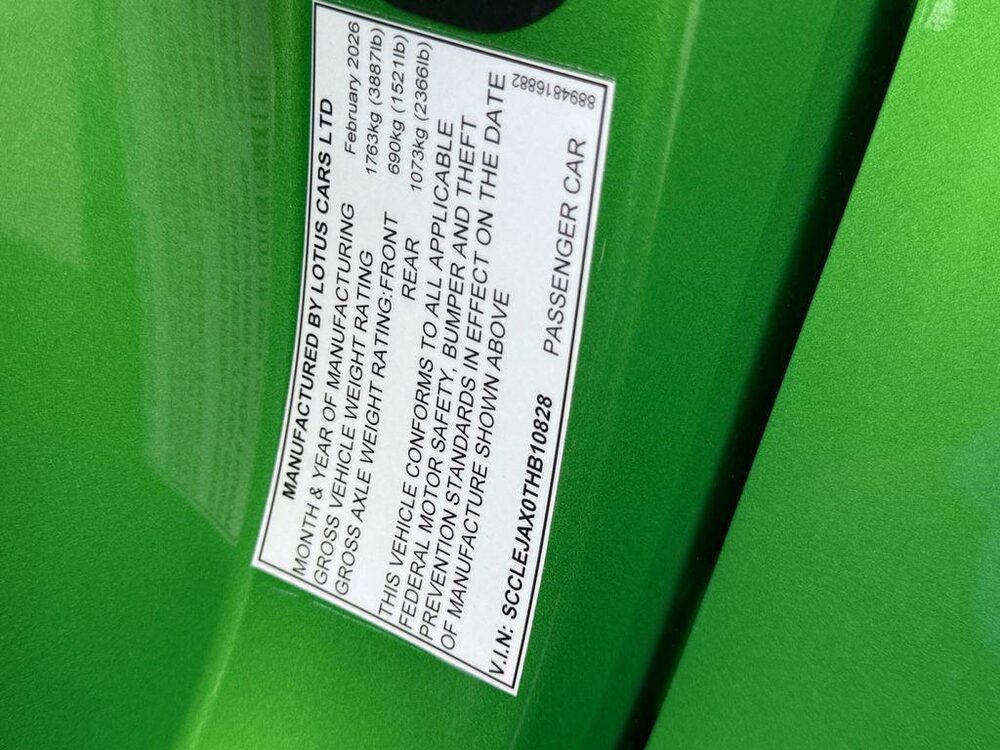 MANUFACTURED BY LOTUS CARS LTD
MONTH & YEAR OF MANUFACTURING February 2026
GROSS VEHICLE WEIGHT RATING 1763kg (3887lb)
GROSS AXLE WEIGHT RATING:FRONT 690kg (1521lb)
REAR 1073kg (2366lb)
THIS VEHICLE CONFORMS TO ALL APPLICABLE
FEDERAL MOTOR SAFETY, BUMPER AND THEFT
PREVENTION STANDARDS IN EFFECT ON THE DATE
OF MANUFACTURE SHOWN ABOVE
V.I.N: SCCLEJAX0THB10828 PASSENGER CAR
8894816882